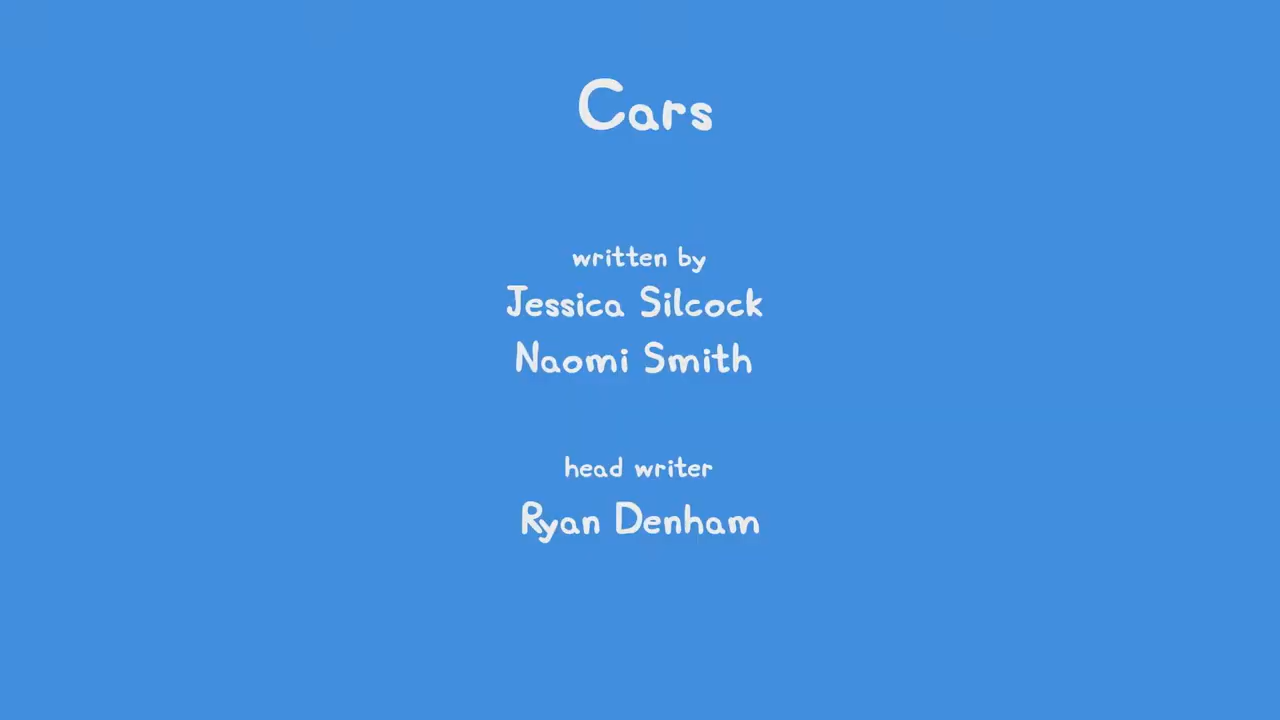 Cars
written by
Jessica Silcock
Naomi Smith
head writer
Ryan Denham